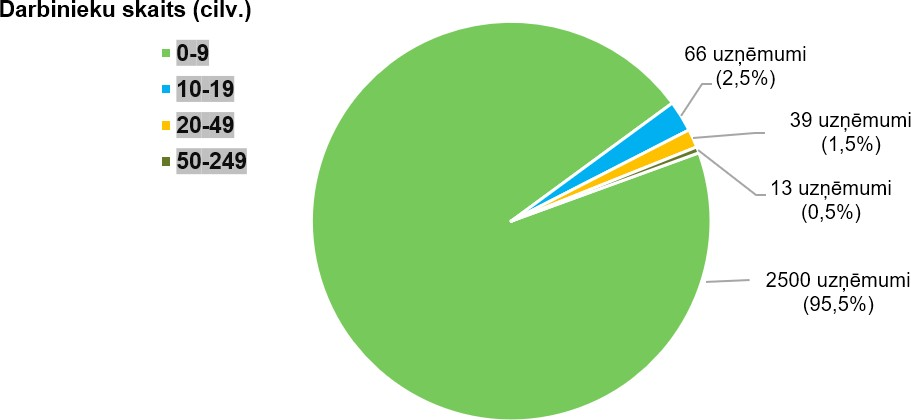 Darbinieku skaits (cilv.)
0-9
10-19
20-49
50-249
66 uzņēmumi
(2,5%)
39 uzņēmumi
(1,5%)
13 uzņēmumi
(0,5%)
2500 uzņēmumi
(95,5%)